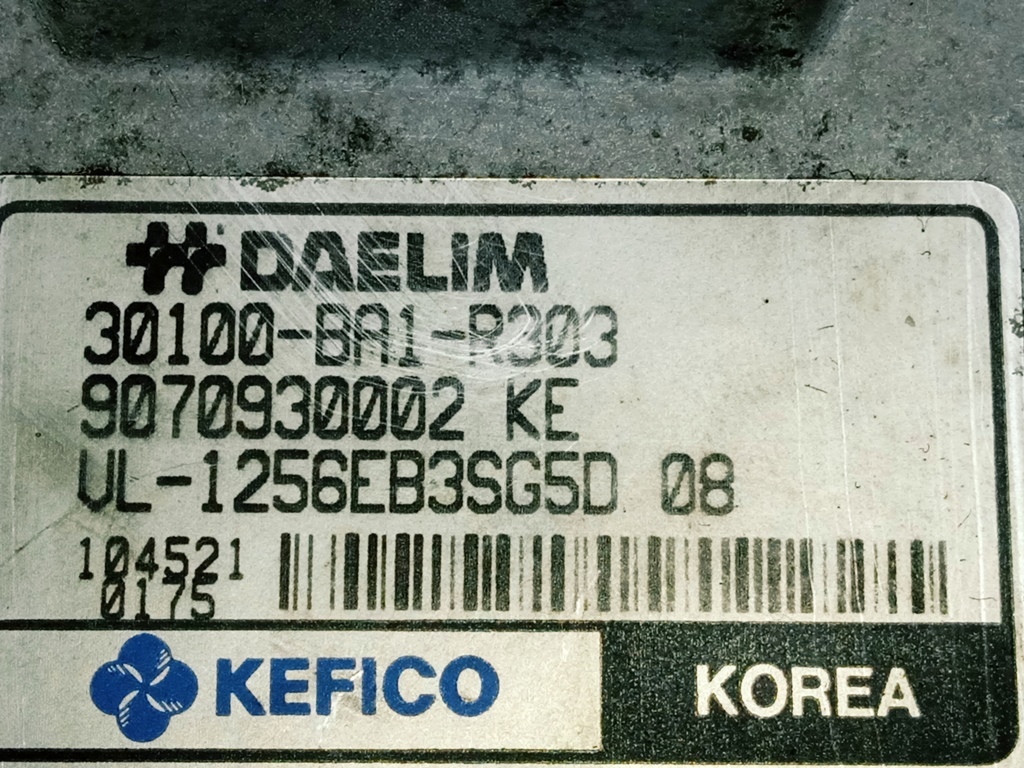 DAELIM
30100-BA1-R303
9070930002 KE
VL-1256EB3SG5D 08
104521
0175
KEFICO
KOREA